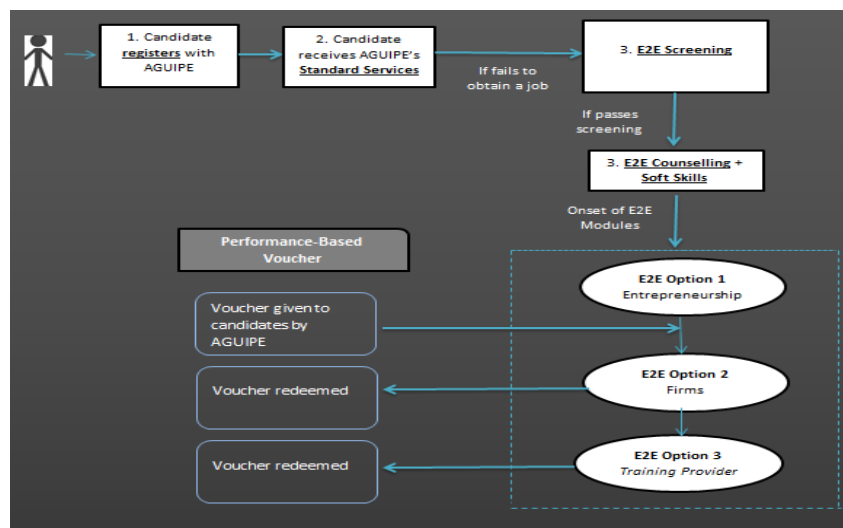 1. Candidate
registers with
AGUIPE
2. Candidate
receives AGUIPE's
Standard Services
If fails to
obtain a job
3. E2E Screening
If passes
screening
3. E2E Counselling +
Soft Skills
Onset of E2E
Modules
Performance-Based
Voucher
E2E Option 1
Entrepreneurship
Voucher given to
candidates by
AGUIPE
E2E Option 2
Firms
Voucher redeemed
E2E Option 3
Training Provider
Voucher redeemed